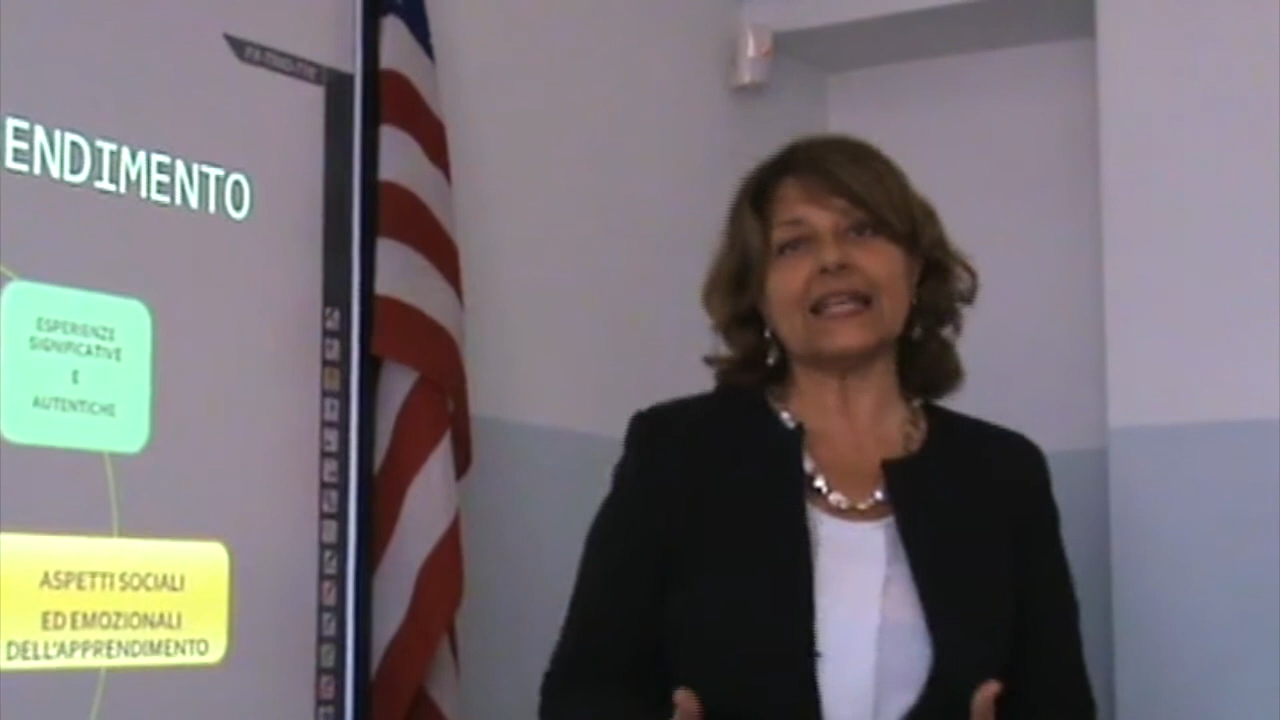 ENDIMENTO
ESPERIENZE
SIGNIFICATIVE
E
AUTENTICHE
ASPETTI SOCIALI
ED EMOZIONALI
DELL'APPRENDIMENTO